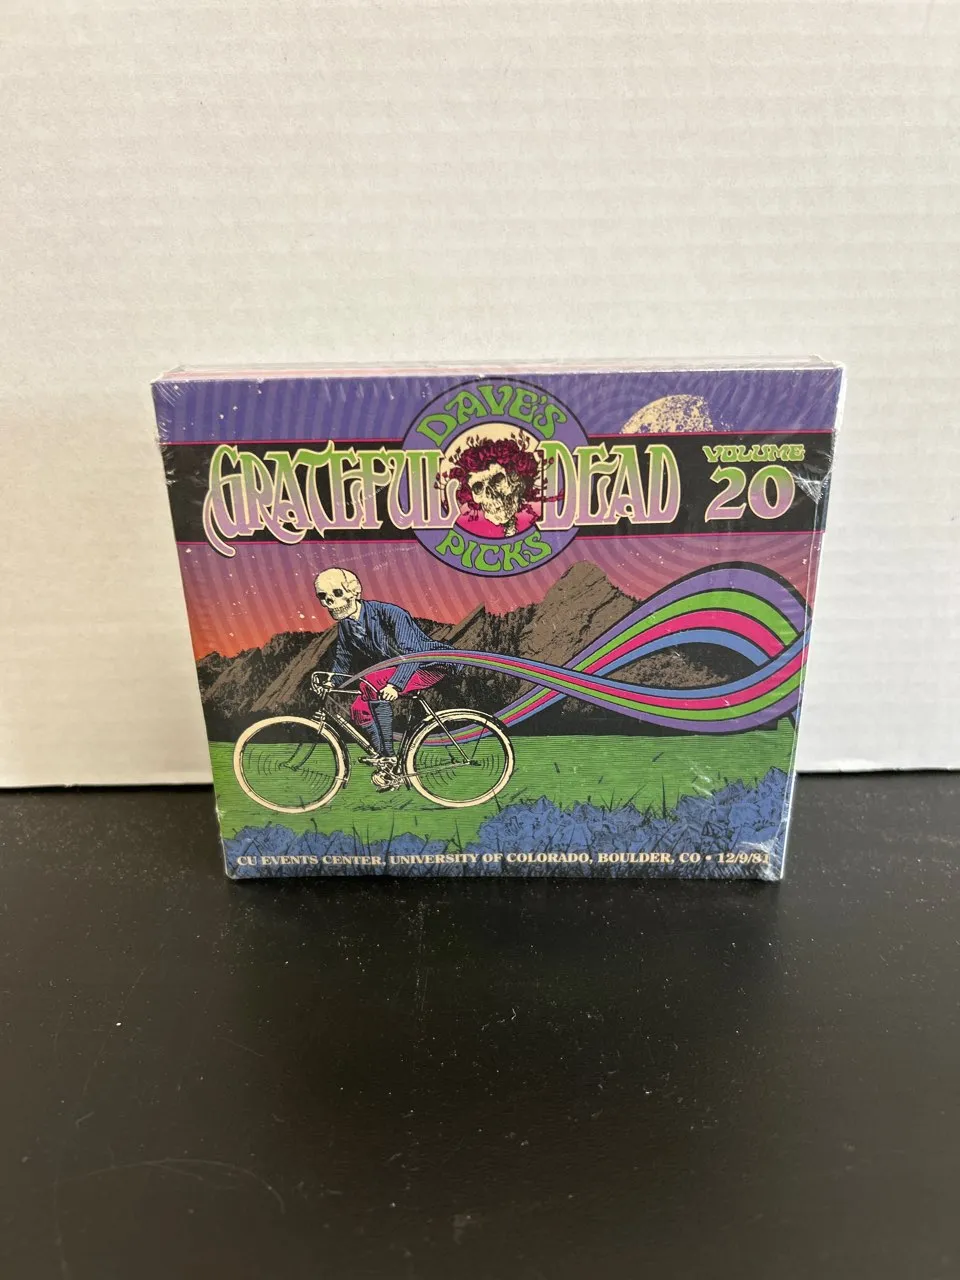 DAVE'S
GRATEFUL DEAD
VOLUME
20
PICKS
CU EVENTS CENTER, UNIVERSITY OF COLORADO, BOULDER, CO • 12/9/81